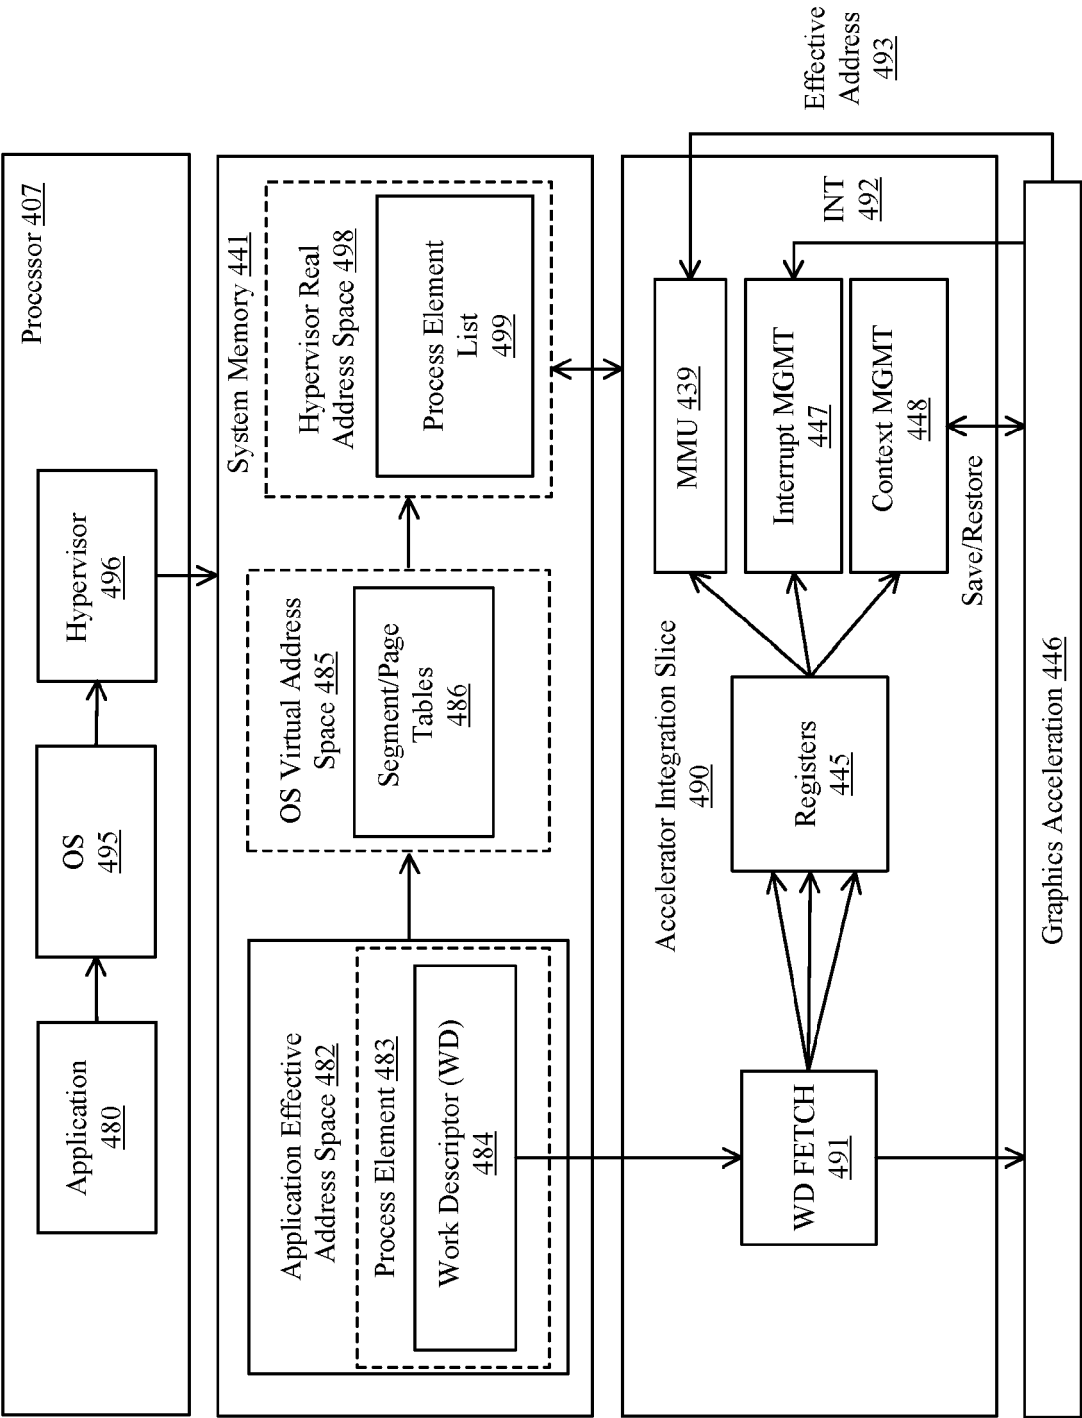 Processor 407
Application
480
OS
495
Hypervisor
496
System Memory 441
Application Effective
Address Space 482
Process Element 483
Work Descriptor (WD)
484
OS Virtual Address
Space 485
Segment/Page
Tables
486
Hypervisor Real
Address Space 498
Process Element
List
499
Accelerator Integration Slice
490
WD FETCH
491
Registers
445
MMU 439
Interrupt MGMT
447
Context MGMT
448
INT
492
Effective
Address
493
Save/Restore
Graphics Acceleration 446